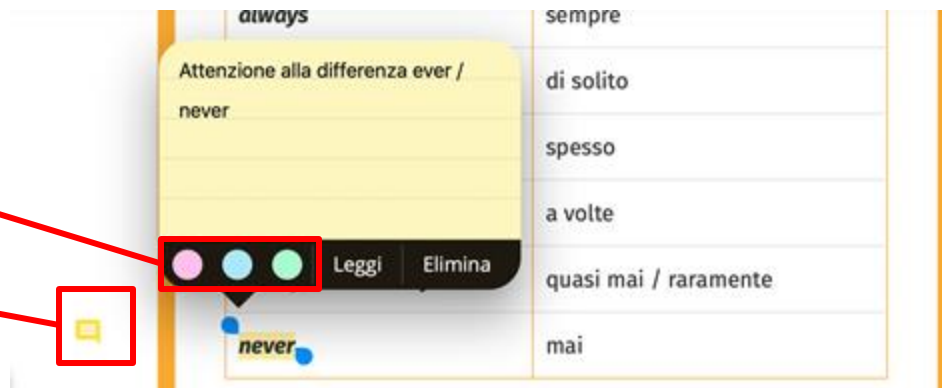 always sempre
Attenzione alla differenza ever /
never
di solito
spesso
a volte
Leggi Elimina
quasi mai / raramente
never mai